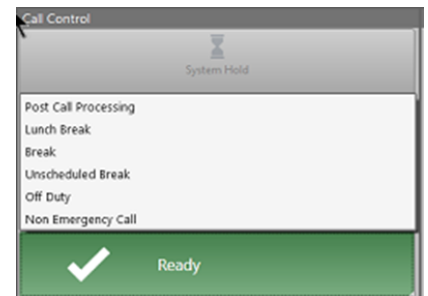 Call Control
System Hold
Post Call Processing
Lunch Break
Break
Unscheduled Break
Off Duty
Non Emergency Call
Ready